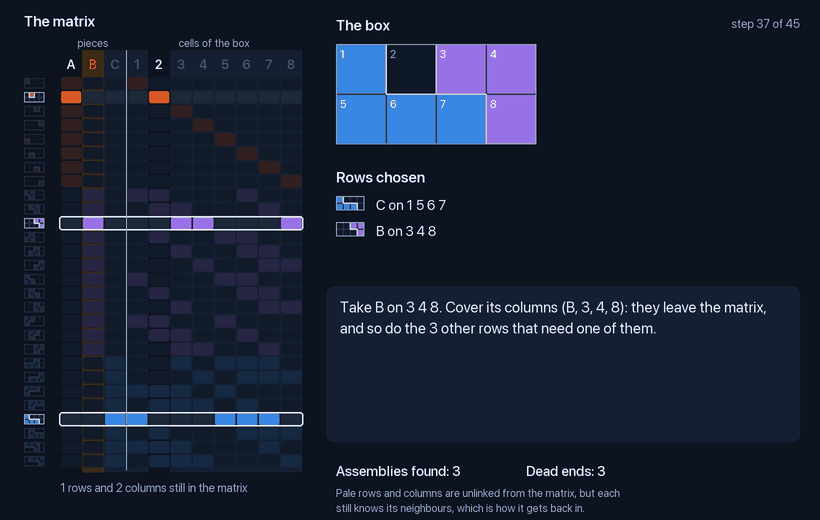 The matrix
pieces
cells of the box
A B C 1 2 3 4 5 6 7 8
1 rows and 2 columns still in the matrix
The box
step 37 of 45
1 2 3 4
5 6 7 8
Rows chosen
C on 1 5 6 7
B on 3 4 8
Take B on 3 4 8. Cover its columns (B, 3, 4, 8): they leave the matrix,
and so do the 3 other rows that need one of them.
Assemblies found: 3
Dead ends: 3
Pale rows and columns are unlinked from the matrix, but each
still knows its neighbours, which is how it gets back in.